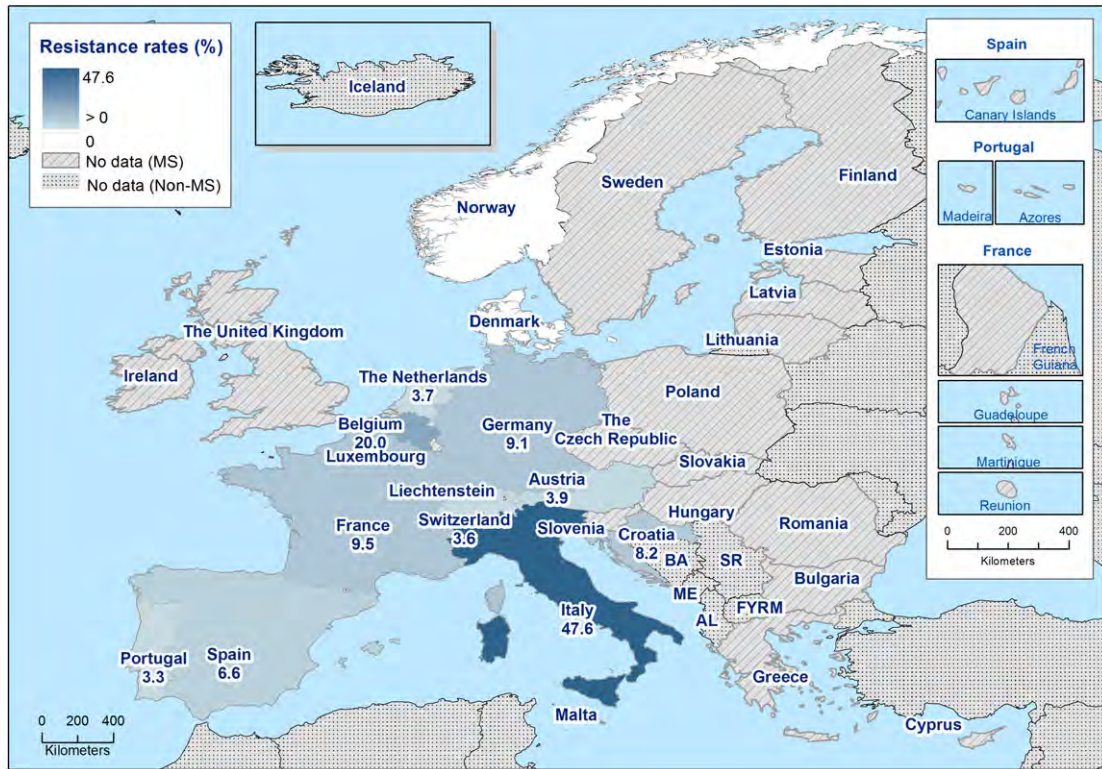 Resistance rates (%)
47.6
> 0
0
No data (MS)
No data (Non-MS)
Iceland
Spain
Canary Islands
Portugal
Madeira
Azores
France
French
Guiana
Guadeloupe
Martinique
Reunion
0 200 400
Kilometers
Norway
Sweden
Finland
Estonia
Latvia
Lithuania
Denmark
The United Kingdom
Ireland
The Netherlands
3.7
Belgium
20.0
Luxembourg
Germany
9.1
Poland
The
Czech Republic
Slovakia
Austria
3.9
Liechtenstein
Switzerland
3.6
Slovenia
Hungary
Romania
France
9.5
Croatia
8.2
BA
SR
Bulgaria
ME
FYRM
AL
Italy
47.6
Greece
Portugal
3.3
Spain
6.6
Malta
Cyprus
0 200 400
Kilometers